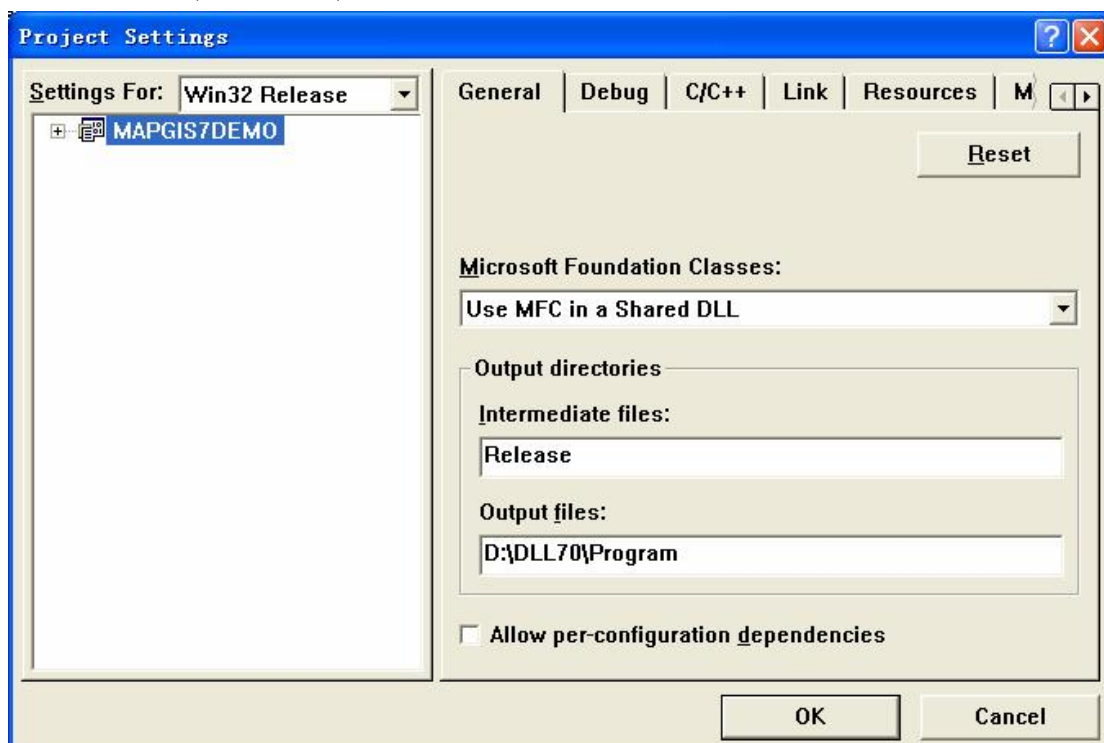 Project Settings
Settings For: Win32 Release
MAPGIS7DEMO
General Debug C/C++ Link Resources M
Reset
Microsoft Foundation Classes:
Use MFC in a Shared DLL
Output directories
Intermediate files:
Release
Output files:
D:\DLL70\Program
Allow per-configuration dependencies
OK Cancel